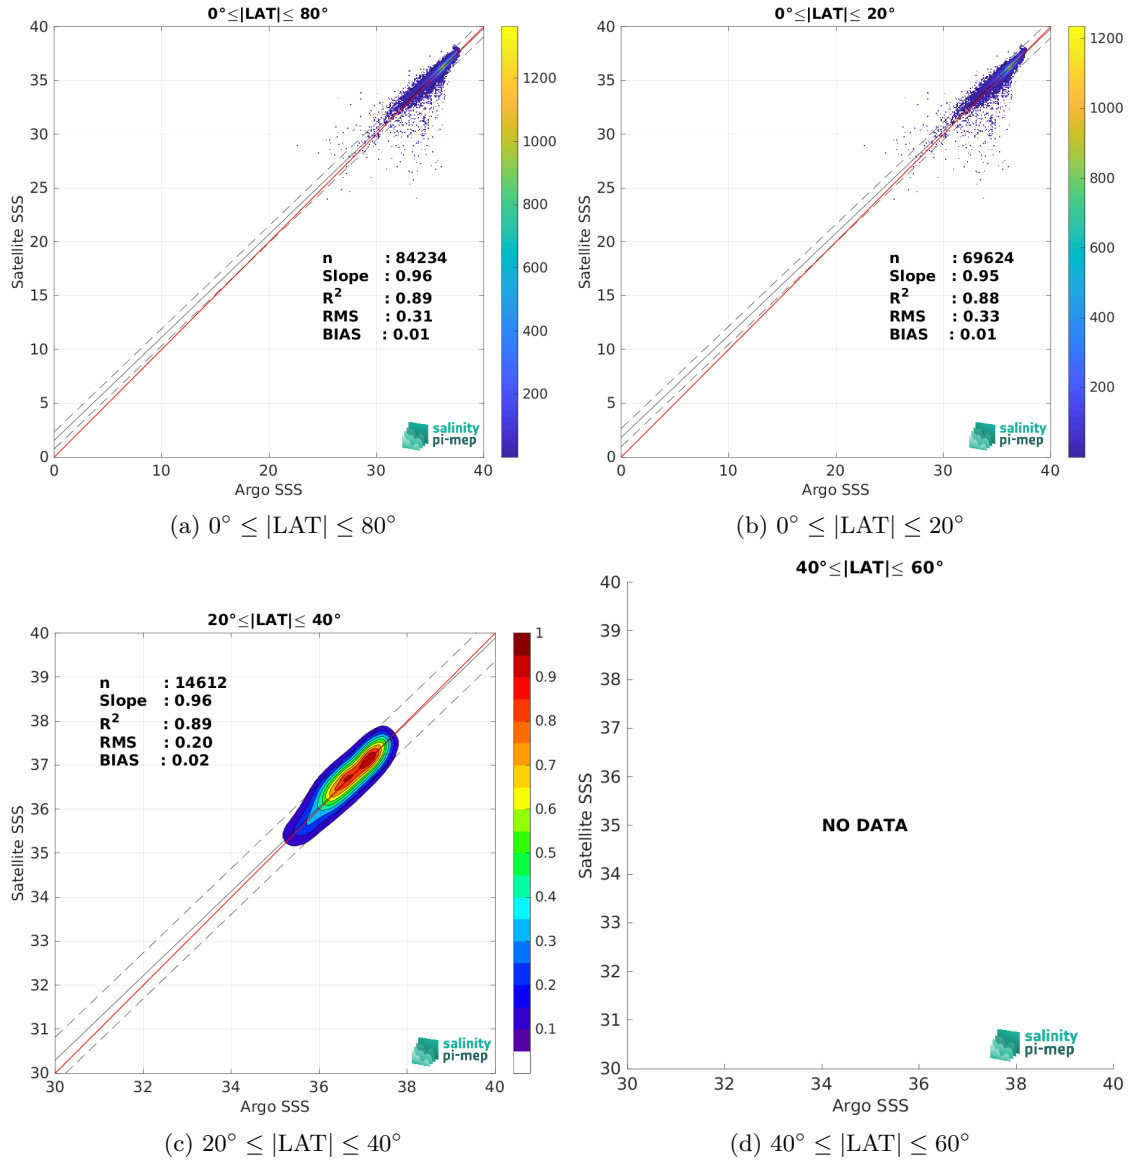 0°≤|LAT|≤ 80°
40
35
30
25
20
15
10
5
0
0
10
20
30
40
Satellite SSS
Argo SSS
n : 84234
Slope : 0.96
R² : 0.89
RMS : 0.31
BIAS : 0.01
salinity
pi-mep
1200
1000
800
600
400
200
(a) 0° ≤ |LAT| ≤ 80°
0°≤|LAT|≤ 20°
40
35
30
25
20
15
10
5
0
0
10
20
30
40
Satellite SSS
Argo SSS
n : 69624
Slope : 0.95
R² : 0.88
RMS : 0.33
BIAS : 0.01
salinity
pi-mep
1200
1000
800
600
400
200
(b) 0° ≤ |LAT| ≤ 20°
20°≤|LAT|≤ 40°
40
39
38
37
36
35
34
33
32
31
30
30
32
34
36
38
40
Satellite SSS
Argo SSS
n : 14612
Slope : 0.96
R² : 0.89
RMS : 0.20
BIAS : 0.02
salinity
pi-mep
1
0.9
0.8
0.7
0.6
0.5
0.4
0.3
0.2
0.1
(c) 20° ≤ |LAT| ≤ 40°
40°≤|LAT|≤ 60°
40
39
38
37
36
35
34
33
32
31
30
30
32
34
36
38
40
Satellite SSS
Argo SSS
NO DATA
salinity
pi-mep
(d) 40° ≤ |LAT| ≤ 60°